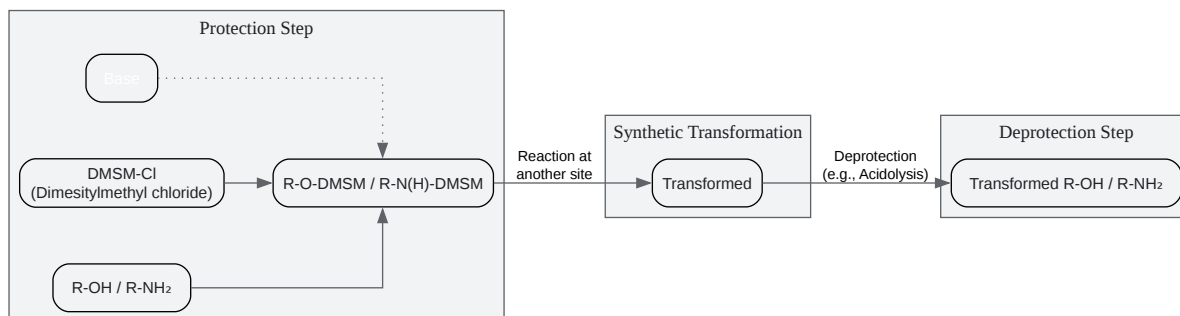 Protection Step
Base
DMSM-Cl
(Dimesitylmethyl chloride)
R-O-DMSM / R-N(H)-DMSM
R-OH / R-NH₂
Reaction at
another site
Synthetic Transformation
Transformed
Deprotection
(e.g., Acidolysis)
Deprotection Step
Transformed R-OH / R-NH₂